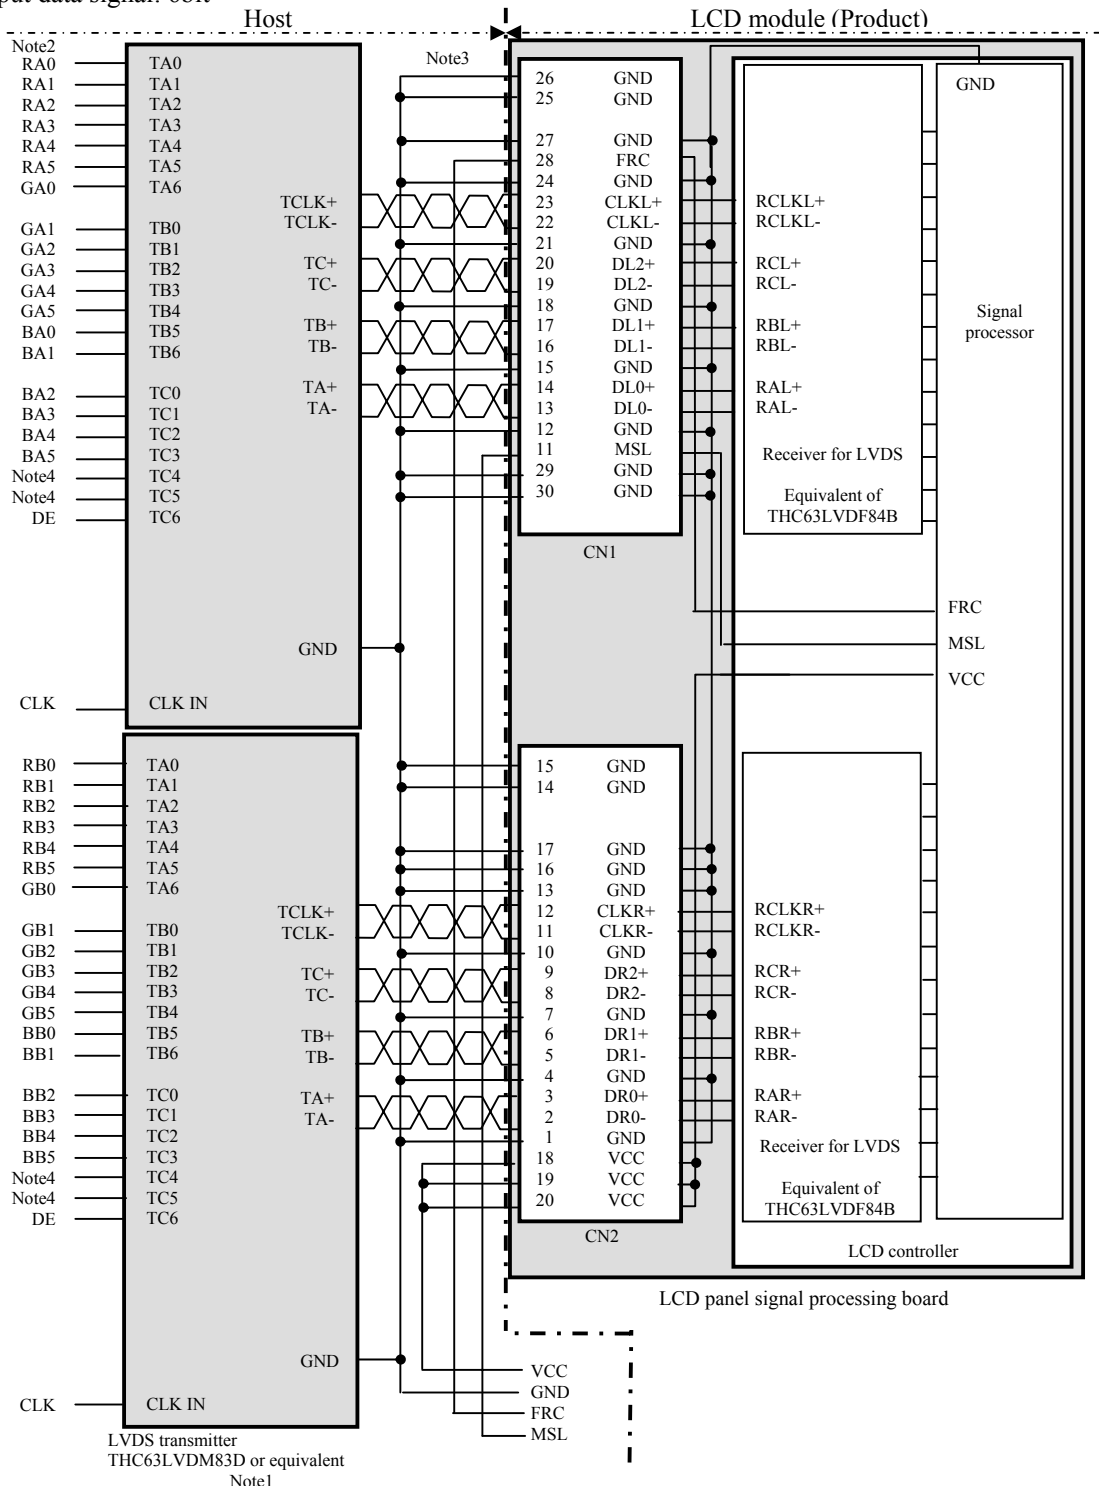 Host
LCD module (Product)
Note2
Note3
RA0 TA0
RA1 TA1
RA2 TA2
RA3 TA3
RA4 TA4
RA5 TA5
GA0 TA6
GA1 TB0
GA2 TB1
GA3 TB2
GA4 TB3
GA5 TB4
BA0 TB5
BA1 TB6
BA2 TC0
BA3 TC1
BA4 TC2
BA5 TC3
Note4 TC4
Note4 TC5
DE TC6
TCLK+
TCLK-
TC+
TC-
TB+
TB-
TA+
TA-
GND
CLK CLK IN
26 GND
25 GND
27 GND
28 FRC
24 GND
23 CLKL+
22 CLKL-
21 GND
20 DL2+
19 DL2-
18 GND
17 DL1+
16 DL1-
15 GND
14 DL0+
13 DL0-
12 GND
11 MSL
29 GND
30 GND
CN1
RCLKL+
RCLKL-
RCL+
RCL-
RBL+
RBL-
RAL+
RAL-
Receiver for LVDS
Equivalent of
THC63LVDF84B
GND
Signal
processor
FRC
MSL
VCC
RB0 TA0
RB1 TA1
RB2 TA2
RB3 TA3
RB4 TA4
RB5 TA5
GB0 TA6
GB1 TB0
GB2 TB1
GB3 TB2
GB4 TB3
GB5 TB4
BB0 TB5
BB1 TB6
BB2 TC0
BB3 TC1
BB4 TC2
BB5 TC3
Note4 TC4
Note4 TC5
DE TC6
TCLK+
TCLK-
TC+
TC-
TB+
TB-
TA+
TA-
GND
CLK CLK IN
15 GND
14 GND
17 GND
16 GND
13 GND
12 CLKR+
11 CLKR-
10 GND
9 DR2+
8 DR2-
7 GND
6 DR1+
5 DR1-
4 GND
3 DR0+
2 DR0-
1 GND
18 VCC
19 VCC
20 VCC
CN2
RCLKR+
RCLKR-
RCR+
RCR-
RBR+
RBR-
RAR+
RAR-
Receiver for LVDS
Equivalent of
THC63LVDF84B
LCD controller
LCD panel signal processing board
VCC
GND
FRC
MSL
LVDS transmitter
THC63LVDM83D or equivalent
Note1